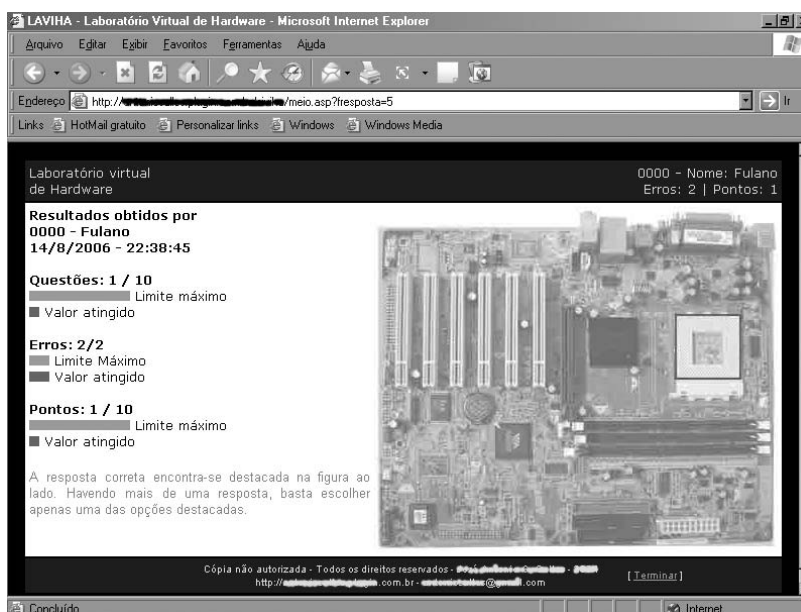 LAVIHA - Laboratório Virtual de Hardware - Microsoft Internet Explorer
Arquivo Editar Exibir Favoritos Ferramentas Ajuda
Endereço http:// /meio.asp?fresposta=5 Ir
Links HotMail gratuito Personalizar links Windows Windows Media
Laboratório virtual
de Hardware
0000 - Nome: Fulano
Erros: 2 | Pontos: 1
Resultados obtidos por
0000 - Fulano
14/8/2006 - 22:38:45
Questões: 1 / 10
Limite máximo
Valor atingido
Erros: 2/2
Limite Máximo
Valor atingido
Pontos: 1 / 10
Limite máximo
Valor atingido
A resposta correta encontra-se destacada na figura ao
lado. Havendo mais de uma resposta, basta escolher
apenas uma das opções destacadas.
Cópia não autorizada - Todos os direitos reservados -
http:// .com.br - @gmail.com
[Terminar]
Concluído Internet